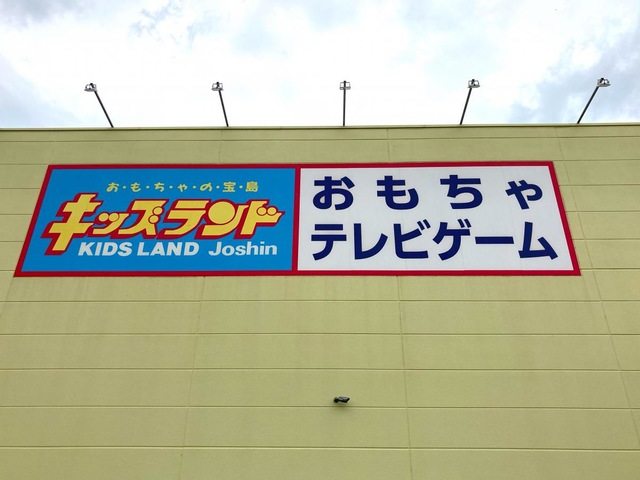 お・も・ち・ゃ・の・宝・島
キッズランド
KIDS LAND Joshin
おもちゃ
テレビゲーム